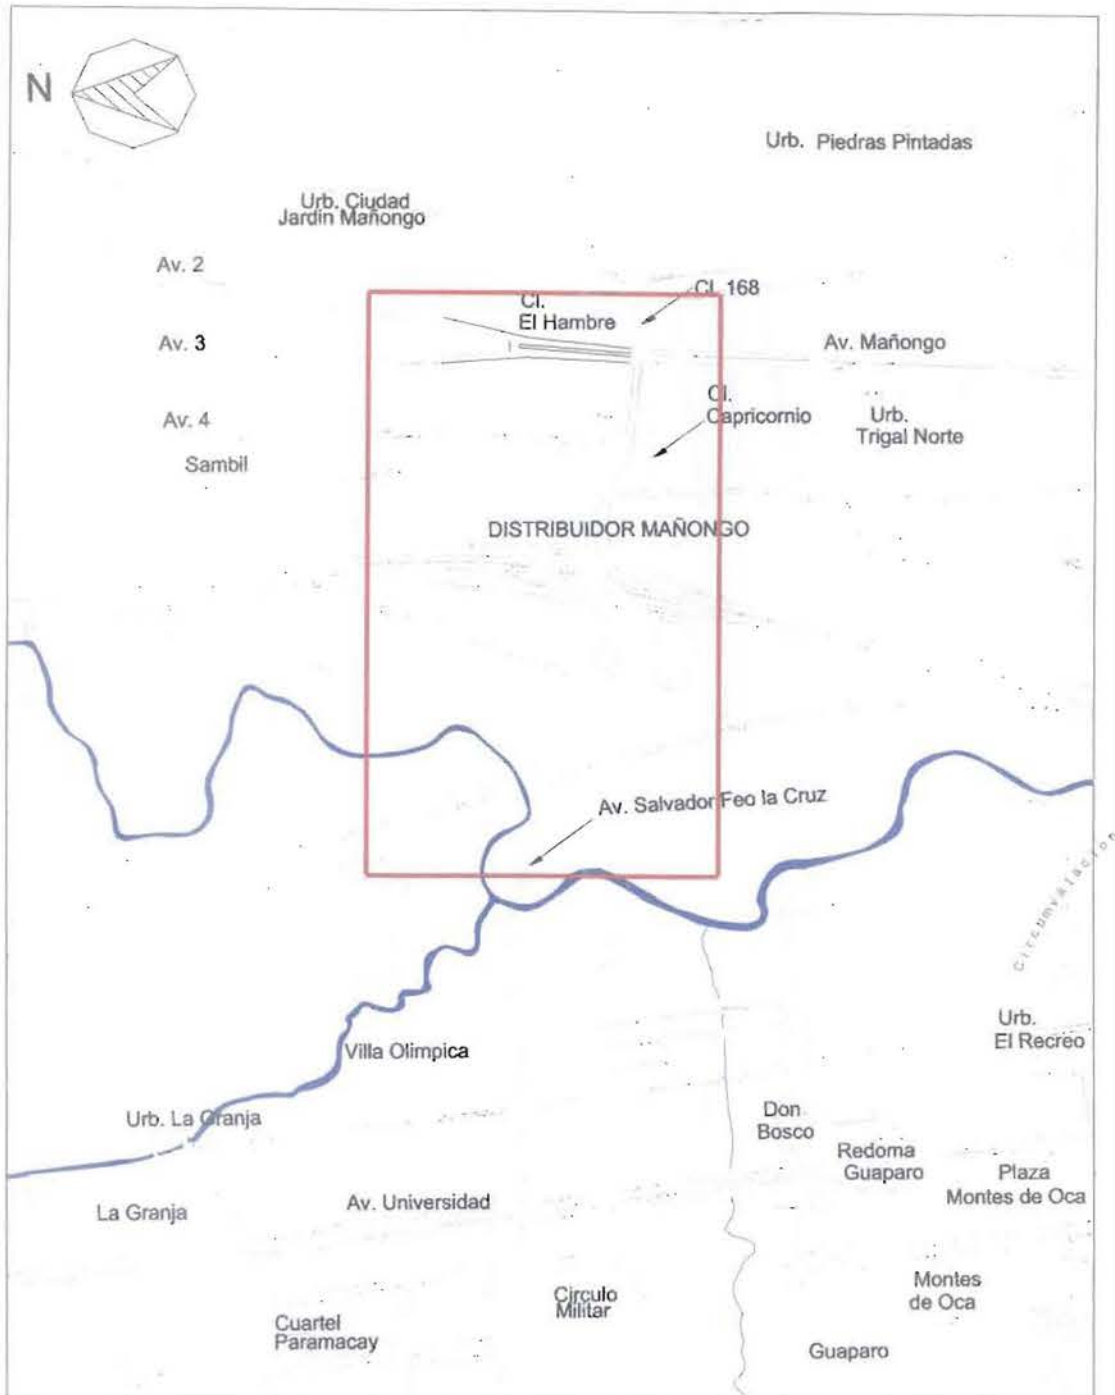 N
Urb. Piedras Pintadas
Urb. Ciudad
Jardin Mañongo
Av. 2
Cl. 168
Cl.
El Hambre
Av. 3
Av. Mañongo
Cl.
Capricornio
Av. 4
Urb.
Trigal Norte
Sambil
DISTRIBUIDOR MAÑONGO
Av. Salvador Feo la Cruz
Circumvalacion
Urb.
El Recreo
Villa Olimpica
Urb. La Granja
Don
Bosco
Redoma
Guaparo
Plaza
Montes de Oca
Av. Universidad
La Granja
Montes
de Oca
Circulo
Militar
Cuartel
Paramacay
Guaparo